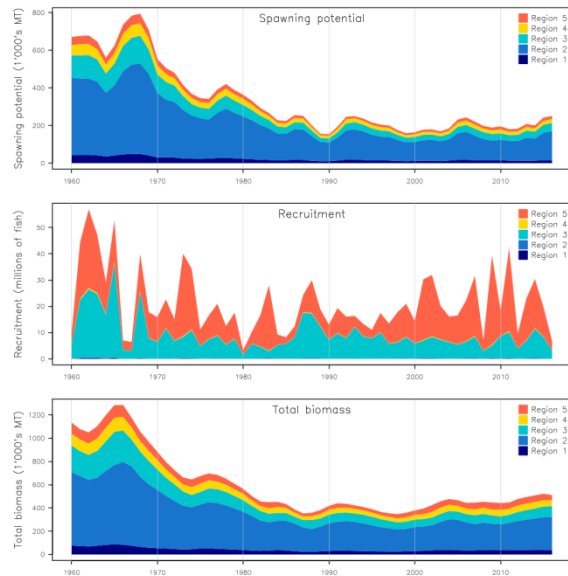 Spawning potential
Spawning potential (1'000's MT)
800
600
400
200
0
1960
1970
1980
1990
2000
2010
Region 5
Region 4
Region 3
Region 2
Region 1
Recruitment
Recruitment (millions of fish)
50
40
30
20
10
0
1960
1970
1980
1990
2000
2010
Region 5
Region 4
Region 3
Region 2
Region 1
Total biomass
Total biomass (1'000's MT)
1200
1000
800
600
400
200
0
1960
1970
1980
1990
2000
2010
Region 5
Region 4
Region 3
Region 2
Region 1